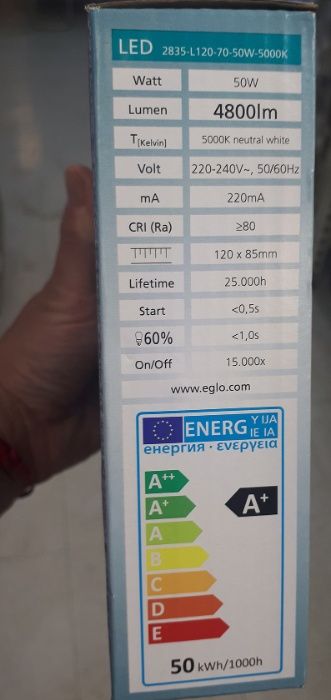 LED 2835-L120-70-50W-5000K
Watt 50W
Lumen 4800lm
T[Kelvin] 5000K neutral white
Volt 220-240V~, 50/60Hz
mA 220mA
CRI (Ra) ≥80
120 x 85mm
Lifetime 25.000h
Start <0,5s
60% <1,0s
On/Off 15.000x
www.eglo.com
ENERG Y IJA
IE IA
енергия · ενεργεια
A++
A+ A+
A
B
C
D
E
50 kWh/1000h